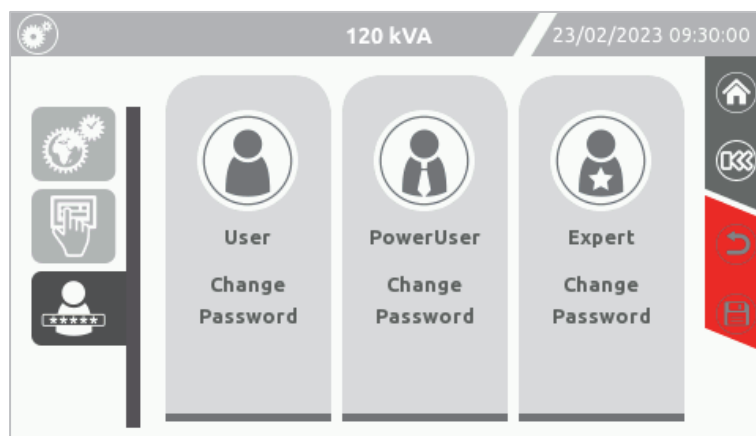 120 kVA
23/02/2023 09:30:00
User
Change
Password
PowerUser
Change
Password
Expert
Change
Password
*****